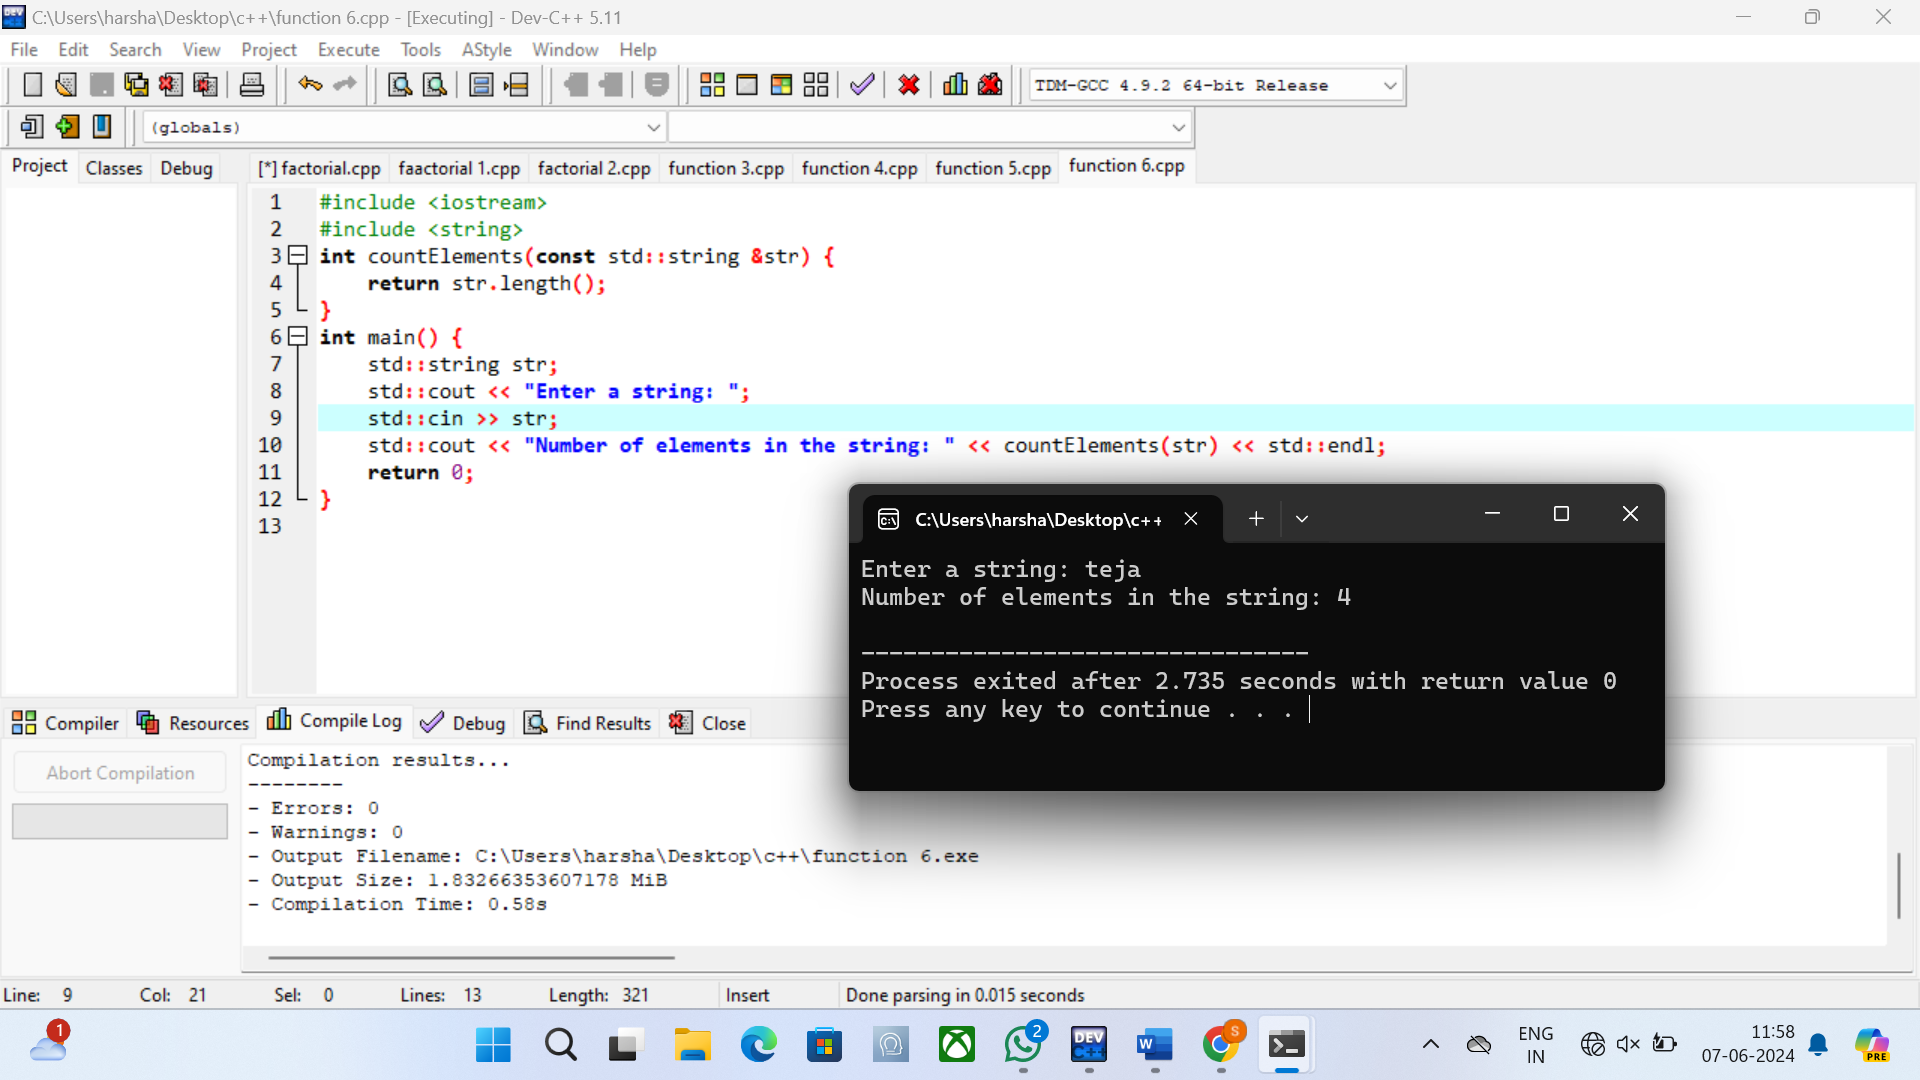 C:\Users\harsha\Desktop\c++\function 6.cpp - [Executing] - Dev-C++ 5.11
File Edit Search View Project Execute Tools AStyle Window Help
TDM-GCC 4.9.2 64-bit Release
(globals)
Project Classes Debug
[*] factorial.cpp faactorial 1.cpp factorial 2.cpp function 3.cpp function 4.cpp function 5.cpp function 6.cpp
1 #include <iostream>
2 #include <string>
3 int countElements(const std::string &str) {
4 return str.length();
5 }
6 int main() {
7 std::string str;
8 std::cout << "Enter a string: ";
9 std::cin >> str;
10 std::cout << "Number of elements in the string: " << countElements(str) << std::endl;
11 return 0;
12 }
13
C:\Users\harsha\Desktop\c++
Enter a string: teja
Number of elements in the string: 4
--------------------------------
Process exited after 2.735 seconds with return value 0
Press any key to continue . . .
Compiler Resources Compile Log Debug Find Results Close
Abort Compilation
Compilation results...
--------
- Errors: 0
- Warnings: 0
- Output Filename: C:\Users\harsha\Desktop\c++\function 6.exe
- Output Size: 1.83266353607178 MiB
- Compilation Time: 0.58s
Line: 9 Col: 21 Sel: 0 Lines: 13 Length: 321 Insert Done parsing in 0.015 seconds
1
2
DEV
C++
W
S
ENG
IN
11:58
07-06-2024
PRE